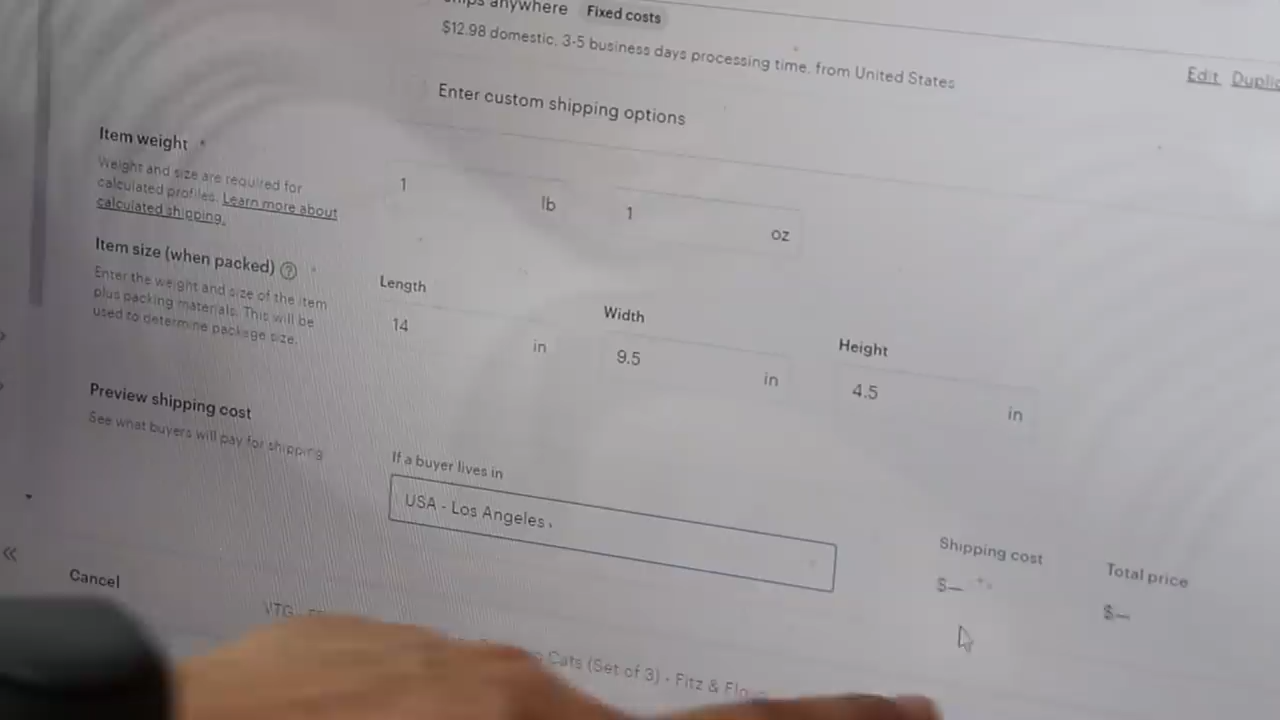 anywhere Fixed costs
$12.98 domestic, 3-5 business days processing time, from United States
Edit
Enter custom shipping options
Item weight *
Weight and size are required for
calculated profiles. Learn more about
calculated shipping.
1 lb 1 oz
Item size (when packed) ? *
Enter the weight and size of the item
plus packing materials. This will be
used to determine package size.
Length Width Height
14 in 9.5 in 4.5 in
Preview shipping cost
See what buyers will pay for shipping
If a buyer lives in
USA - Los Angeles
Shipping cost Total price
$— $—
Cancel
VTG
Cats (Set of 3) - Fitz &